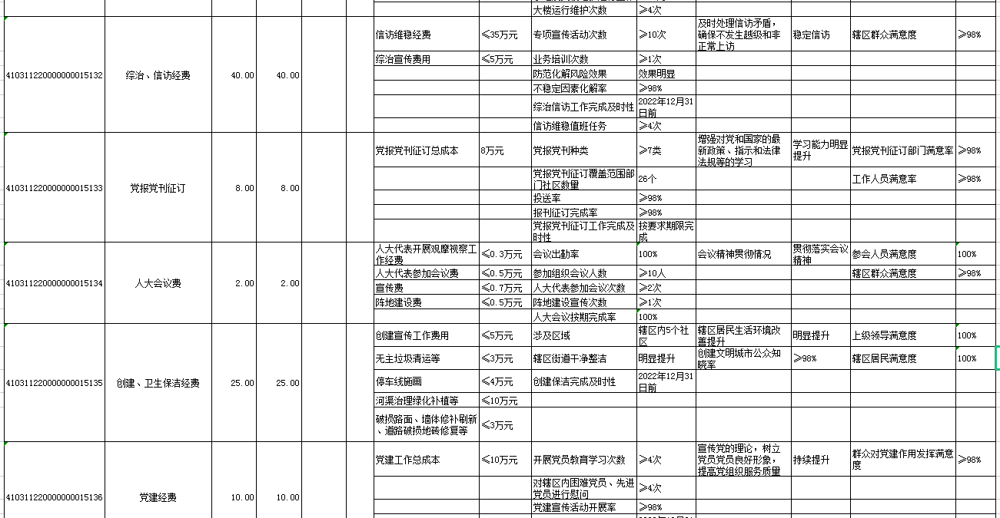 大楼运行维护次数 ≥4次
410311220000000015132 综治、信访经费 40.00 40.00
信访维稳经费 ≤35万元 专项宣传活动次数 ≥10次 及时处理信访矛盾，
确保不发生越级和非
正常上访 稳定信访 辖区群众满意度 ≥98%
综治宣传费用 ≤5万元 业务培训次数 ≥1次
防范化解风险效果 效果明显
不稳定因素化解率 ≥98%
综治信访工作完成及时性 2022年12月31
日前
信访维稳值班任务 ≥4次
410311220000000015133 党报党刊征订 8.00 8.00
党报党刊征订总成本 8万元 党报党刊种类 ≥7类 增强对党和国家的最
新政策、指示和法律
法规等的学习 学习能力明显
提升 党报党刊征订部门满意率 ≥98%
党报党刊征订覆盖范围部
门社区数量 26个 工作人员满意率 ≥98%
投送率 ≥98%
报刊征订完成率 ≥98%
党报党刊征订工作完成及
时性 按要求期限完
成
410311220000000015134 人大会议费 2.00 2.00
人大代表开展观摩视察工
作经费 ≤0.3万元 会议出勤率 100% 会议精神贯彻情况 贯彻落实会议
精神 参会人员满意度 100%
人大代表参加会议费 ≤0.5万元 参加组织会议人数 ≥10人 辖区群众满意度 ≥98%
宣传费 ≤0.7万元 人大代表参加会议次数 ≥2次
阵地建设费 ≤0.5万元 阵地建设宣传次数 ≥1次
人大会议按期完成率 100%
410311220000000015135 创建、卫生保洁经费 25.00 25.00
创建宣传工作费用 ≤5万元 涉及区域 辖区内5个社
区 辖区居民生活环境改
善提升 明显提升 上级领导满意度 100%
无主垃圾清运等 ≤3万元 辖区街道干净整洁 明显提升 创建文明城市公众知
晓率 ≥98% 辖区居民满意度 100%
停车线施画 ≤4万元 创建保洁完成及时性 2022年12月31
日前
河渠治理绿化补植等 ≤10万元
破损路面、墙体修补刷新
、道路破损地砖修复等 ≤3万元
410311220000000015136 党建经费 10.00 10.00
党建工作总成本 ≤10万元 开展党员教育学习次数 ≥4次 宣传党的理论，树立
党员党员良好形象，
提高党组织服务质量 持续提升 群众对党建作用发挥满意
度 ≥98%
对辖区内困难党员、先进
党员进行慰问 ≥4次
党建宣传活动开展率 ≥98%